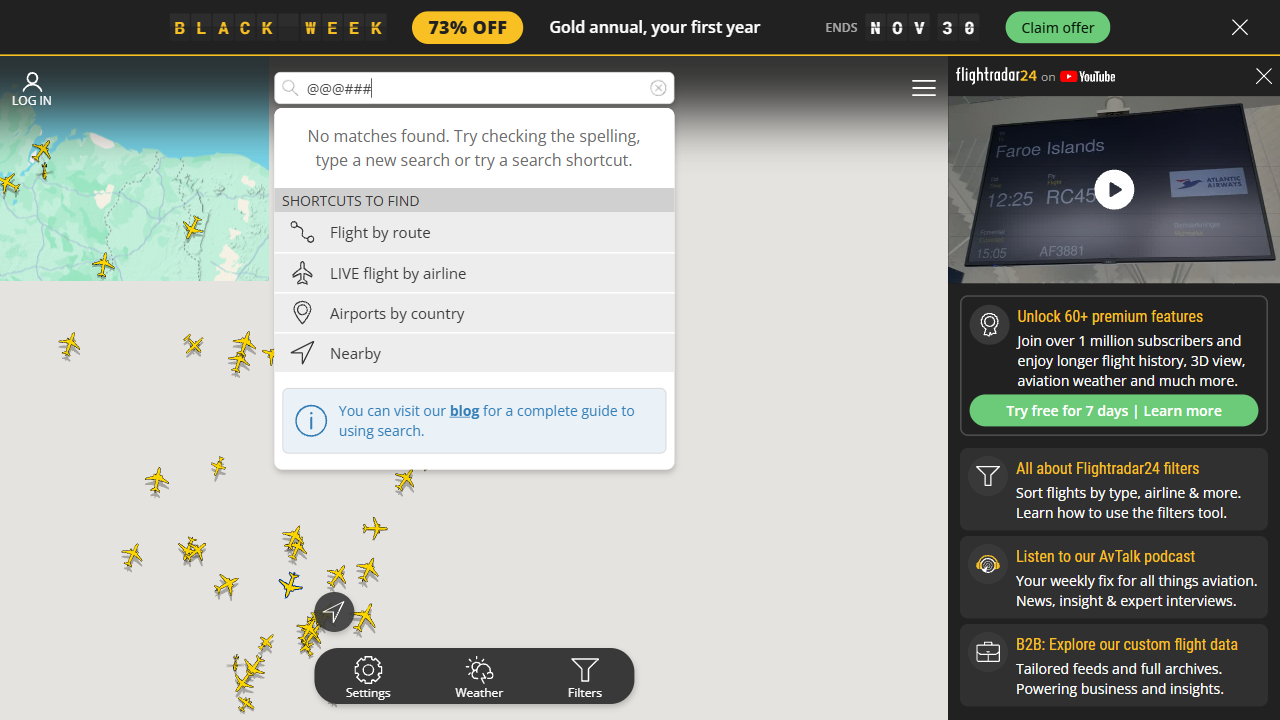 BLACK WEEK
73% OFF
Gold annual, your first year
ENDS
NOV 30
Claim offer
LOG IN
@@@###
No matches found. Try checking the spelling,
type a new search or try a search shortcut.
SHORTCUTS TO FIND
Flight by route
LIVE flight by airline
Airports by country
Nearby
You can visit our blog for a complete guide to
using search.
Settings
Weather
Filters
flightradar24 on YouTube
Faroe Islands
12:25 RC45
ATLANTIC
AIRWAYS
15:05 AF3881
Unlock 60+ premium features
Join over 1 million subscribers and
enjoy longer flight history, 3D view,
aviation weather and much more.
Try free for 7 days | Learn more
All about Flightradar24 filters
Sort flights by type, airline & more.
Learn how to use the filters tool.
Listen to our AvTalk podcast
Your weekly fix for all things aviation.
News, insight & expert interviews.
B2B: Explore our custom flight data
Tailored feeds and full archives.
Powering business and insights.